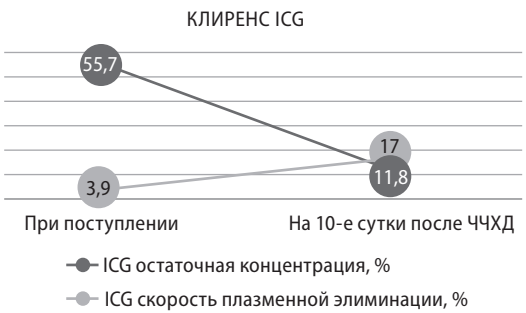 КЛИРЕНС ICG
55,7
17
3,9
11,8
При поступлении
На 10-е сутки после ЧЧХД
ICG остаточная концентрация, %
ICG скорость плазменной элиминации, %